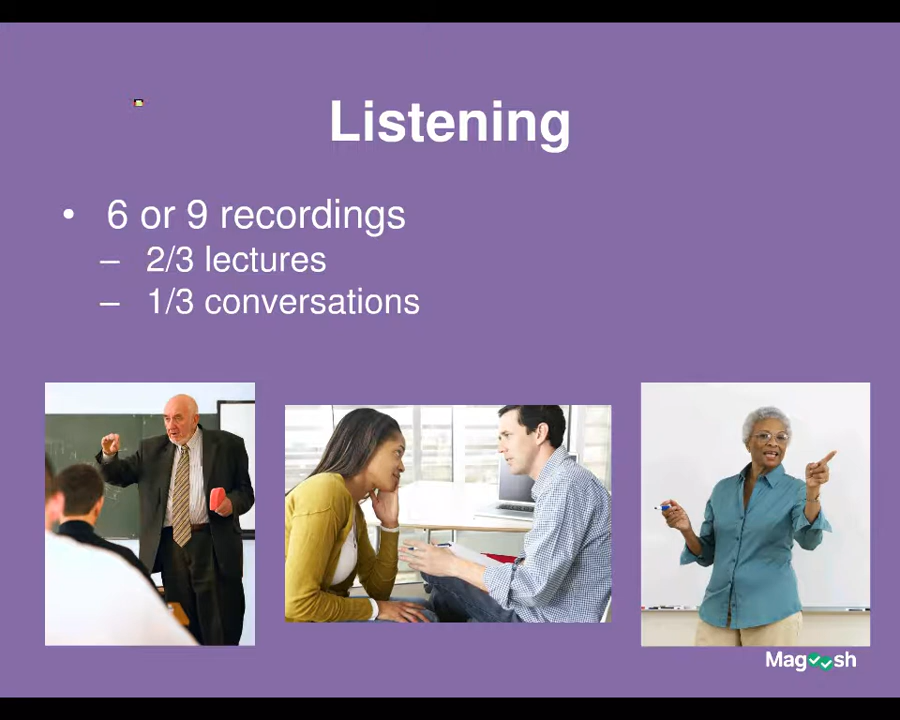 Listening
• 6 or 9 recordings
– 2/3 lectures
– 1/3 conversations
Magoosh